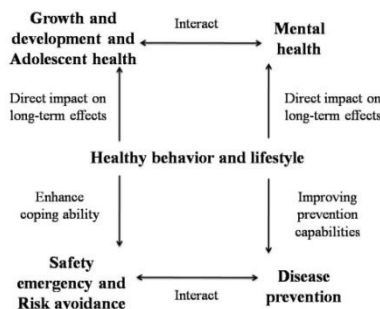 Growth and
development and
Adolescent health
Interact
Mental
health
Direct impact on
long-term effects
Direct impact on
long-term effects
Healthy behavior and lifestyle
Enhance
coping ability
Improving
prevention
capabilities
Safety
emergency and
Risk avoidance
Interact
Disease
prevention